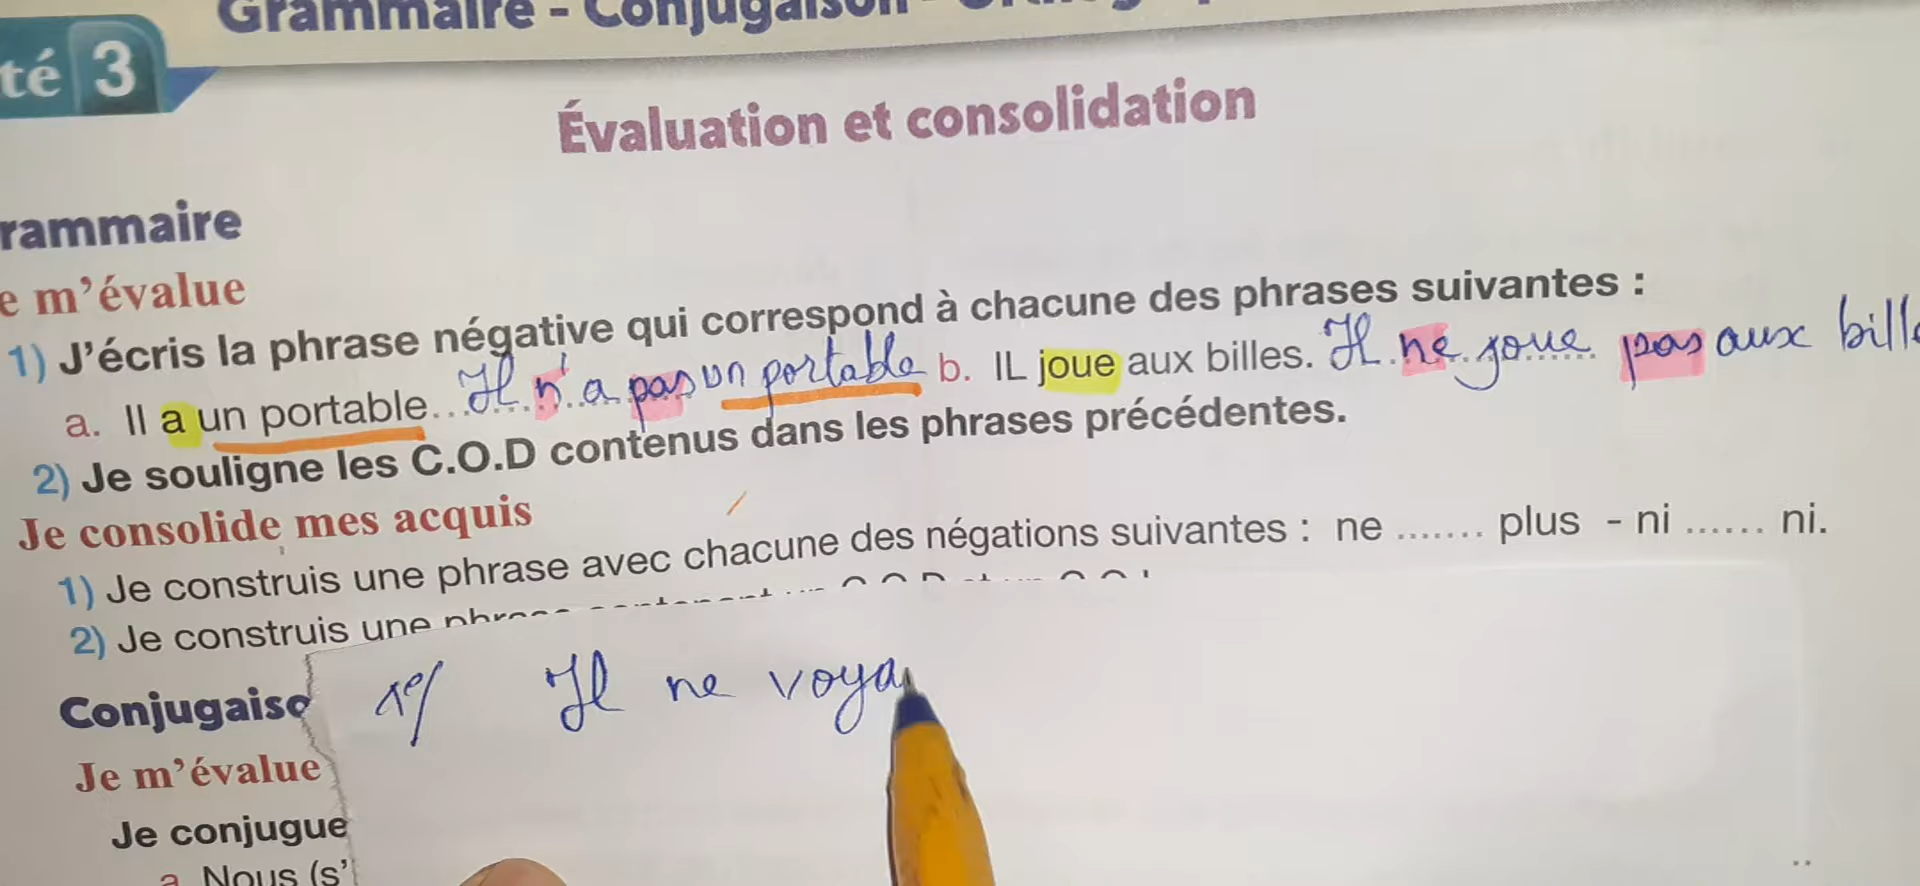 Grammaire - Conjugaison -
té 3
Évaluation et consolidation
rammaire
e m'évalue
1) J'écris la phrase négative qui correspond à chacune des phrases suivantes :
a. Il a un portable... Il n'a pas un portable b. IL joue aux billes. Il ne joue pas aux bille
2) Je souligne les C.O.D contenus dans les phrases précédentes.
Je consolide mes acquis
1) Je construis une phrase avec chacune des négations suivantes : ne ....... plus - ni ...... ni.
2) Je construis une
1e/ Il ne voya
Conjugaiso
Je m'évalue
Je conjugue
a. Nous (s'